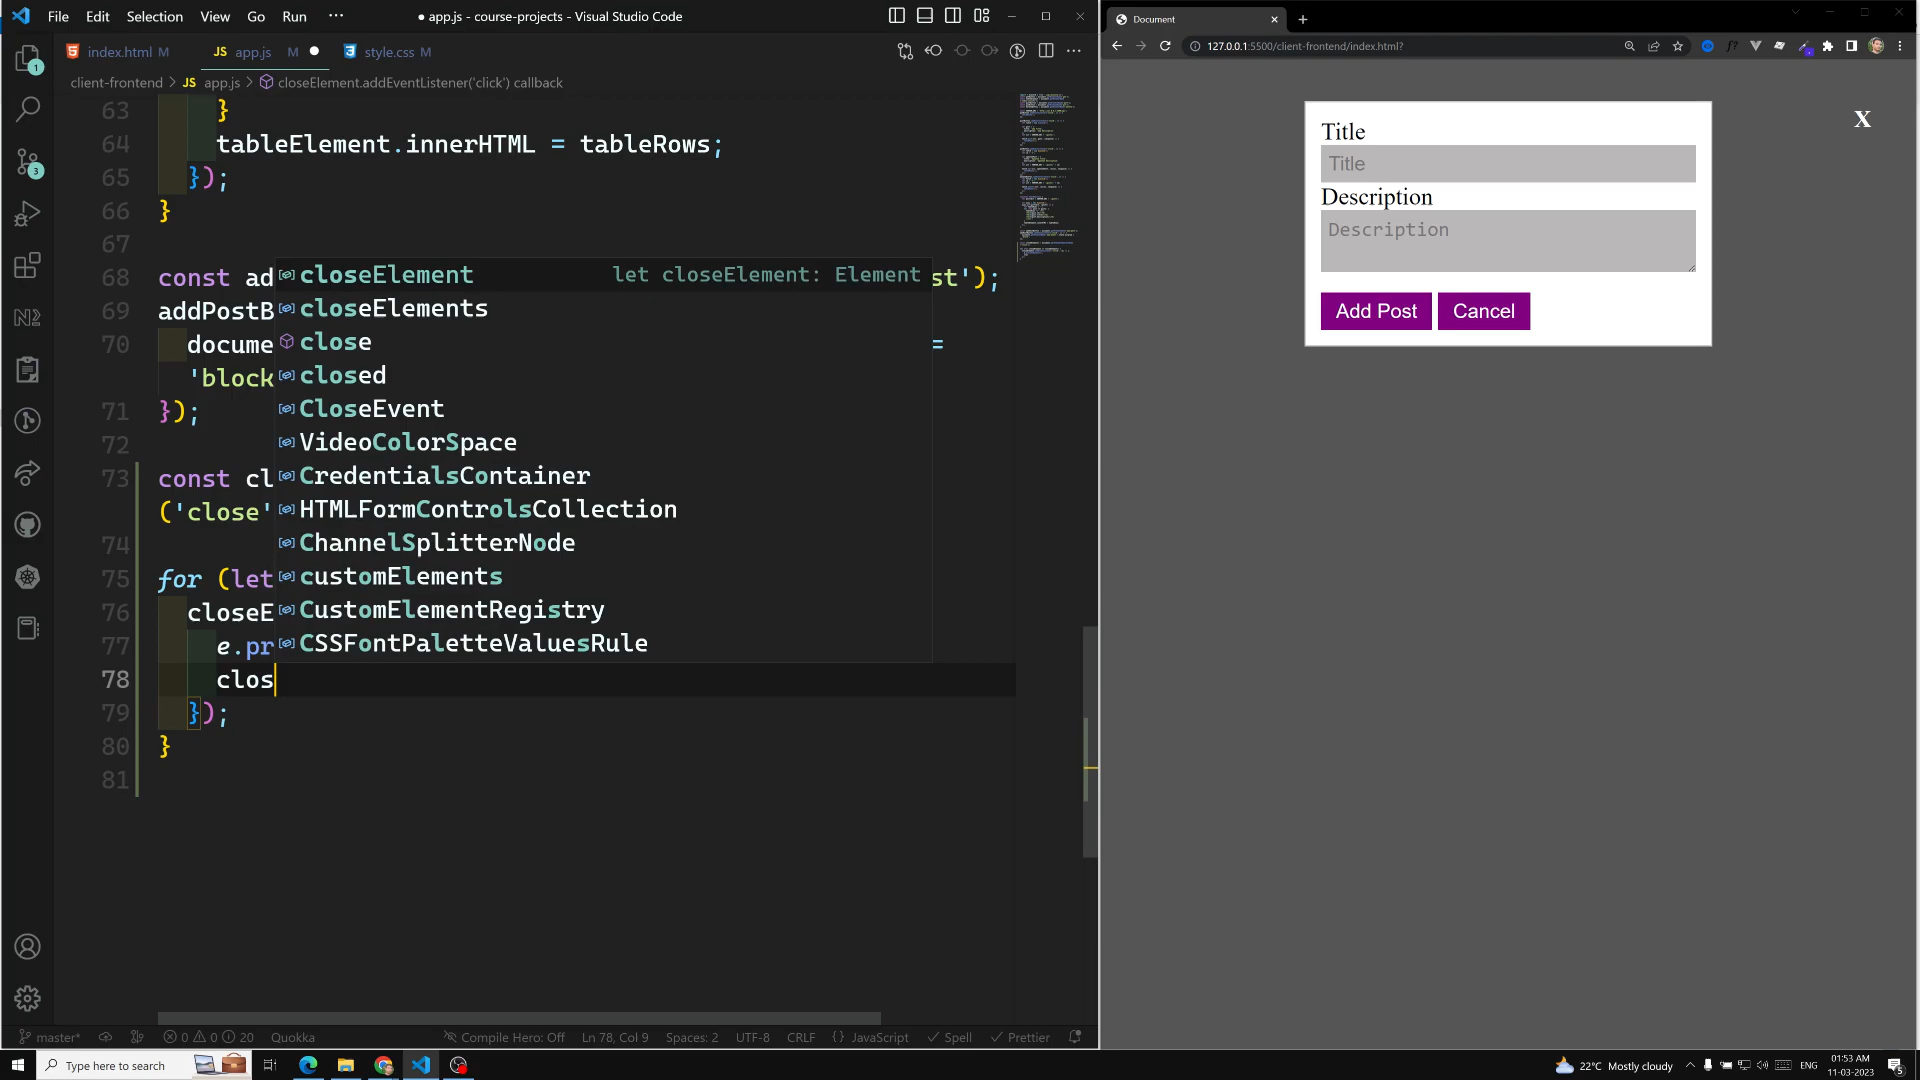 File Edit Selection View Go Run ··· ● app.js - course-projects - Visual Studio Code
index.html M JS app.js M ● style.css M
client-frontend > JS app.js > closeElement.addEventListener('click') callback
63 }
64 tableElement.innerHTML = tableRows;
65 });
66 }
67
68 const ad st');
69 addPostB
70 docume =
'block
71 });
72
73 const cl
('close'
74
75 for (let
76 closeE
77 e.pr
78 clos
79 });
80 }
81
closeElement let closeElement: Element
closeElements
close
closed
CloseEvent
VideoColorSpace
CredentialsContainer
HTMLFormControlsCollection
ChannelSplitterNode
customElements
CustomElementRegistry
CSSFontPaletteValuesRule
1
3
master* 0 0 20 Quokka Compile Hero: Off Ln 78, Col 9 Spaces: 2 UTF-8 CRLF {} JavaScript Spell Prettier
Document
127.0.0.1:5500/client-frontend/index.html?
X
Title
Title
Description
Description
Add Post Cancel
Type here to search 22°C Mostly cloudy ENG 01:53 AM
11-03-2023 5